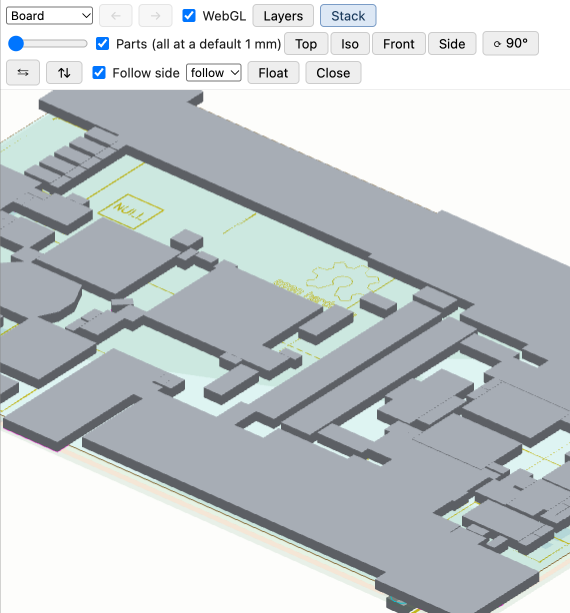 Board ← → WebGL Layers Stack
Parts (all at a default 1 mm) Top Iso Front Side ⟳ 90°
⇆ ⇅ Follow side follow Float Close
NULL